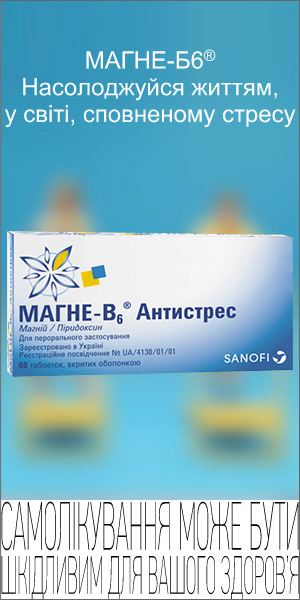 МАГНЕ-Б6®
Насолоджуйся життям,
у світі, сповненому стресу
МАГНЕ-В6® Антистрес
Магній / Піридоксин
Для перорального застосування
Зареєстровано в Україні
Реєстраційне посвідчення № UA/4130/01/01
60 таблеток, вкритих оболонкою
SANOFI
САМОЛІКУВАННЯ МОЖЕ БУТИ
ШКІДЛИВИМ ДЛЯ ВАШОГО ЗДОРОВ'Я